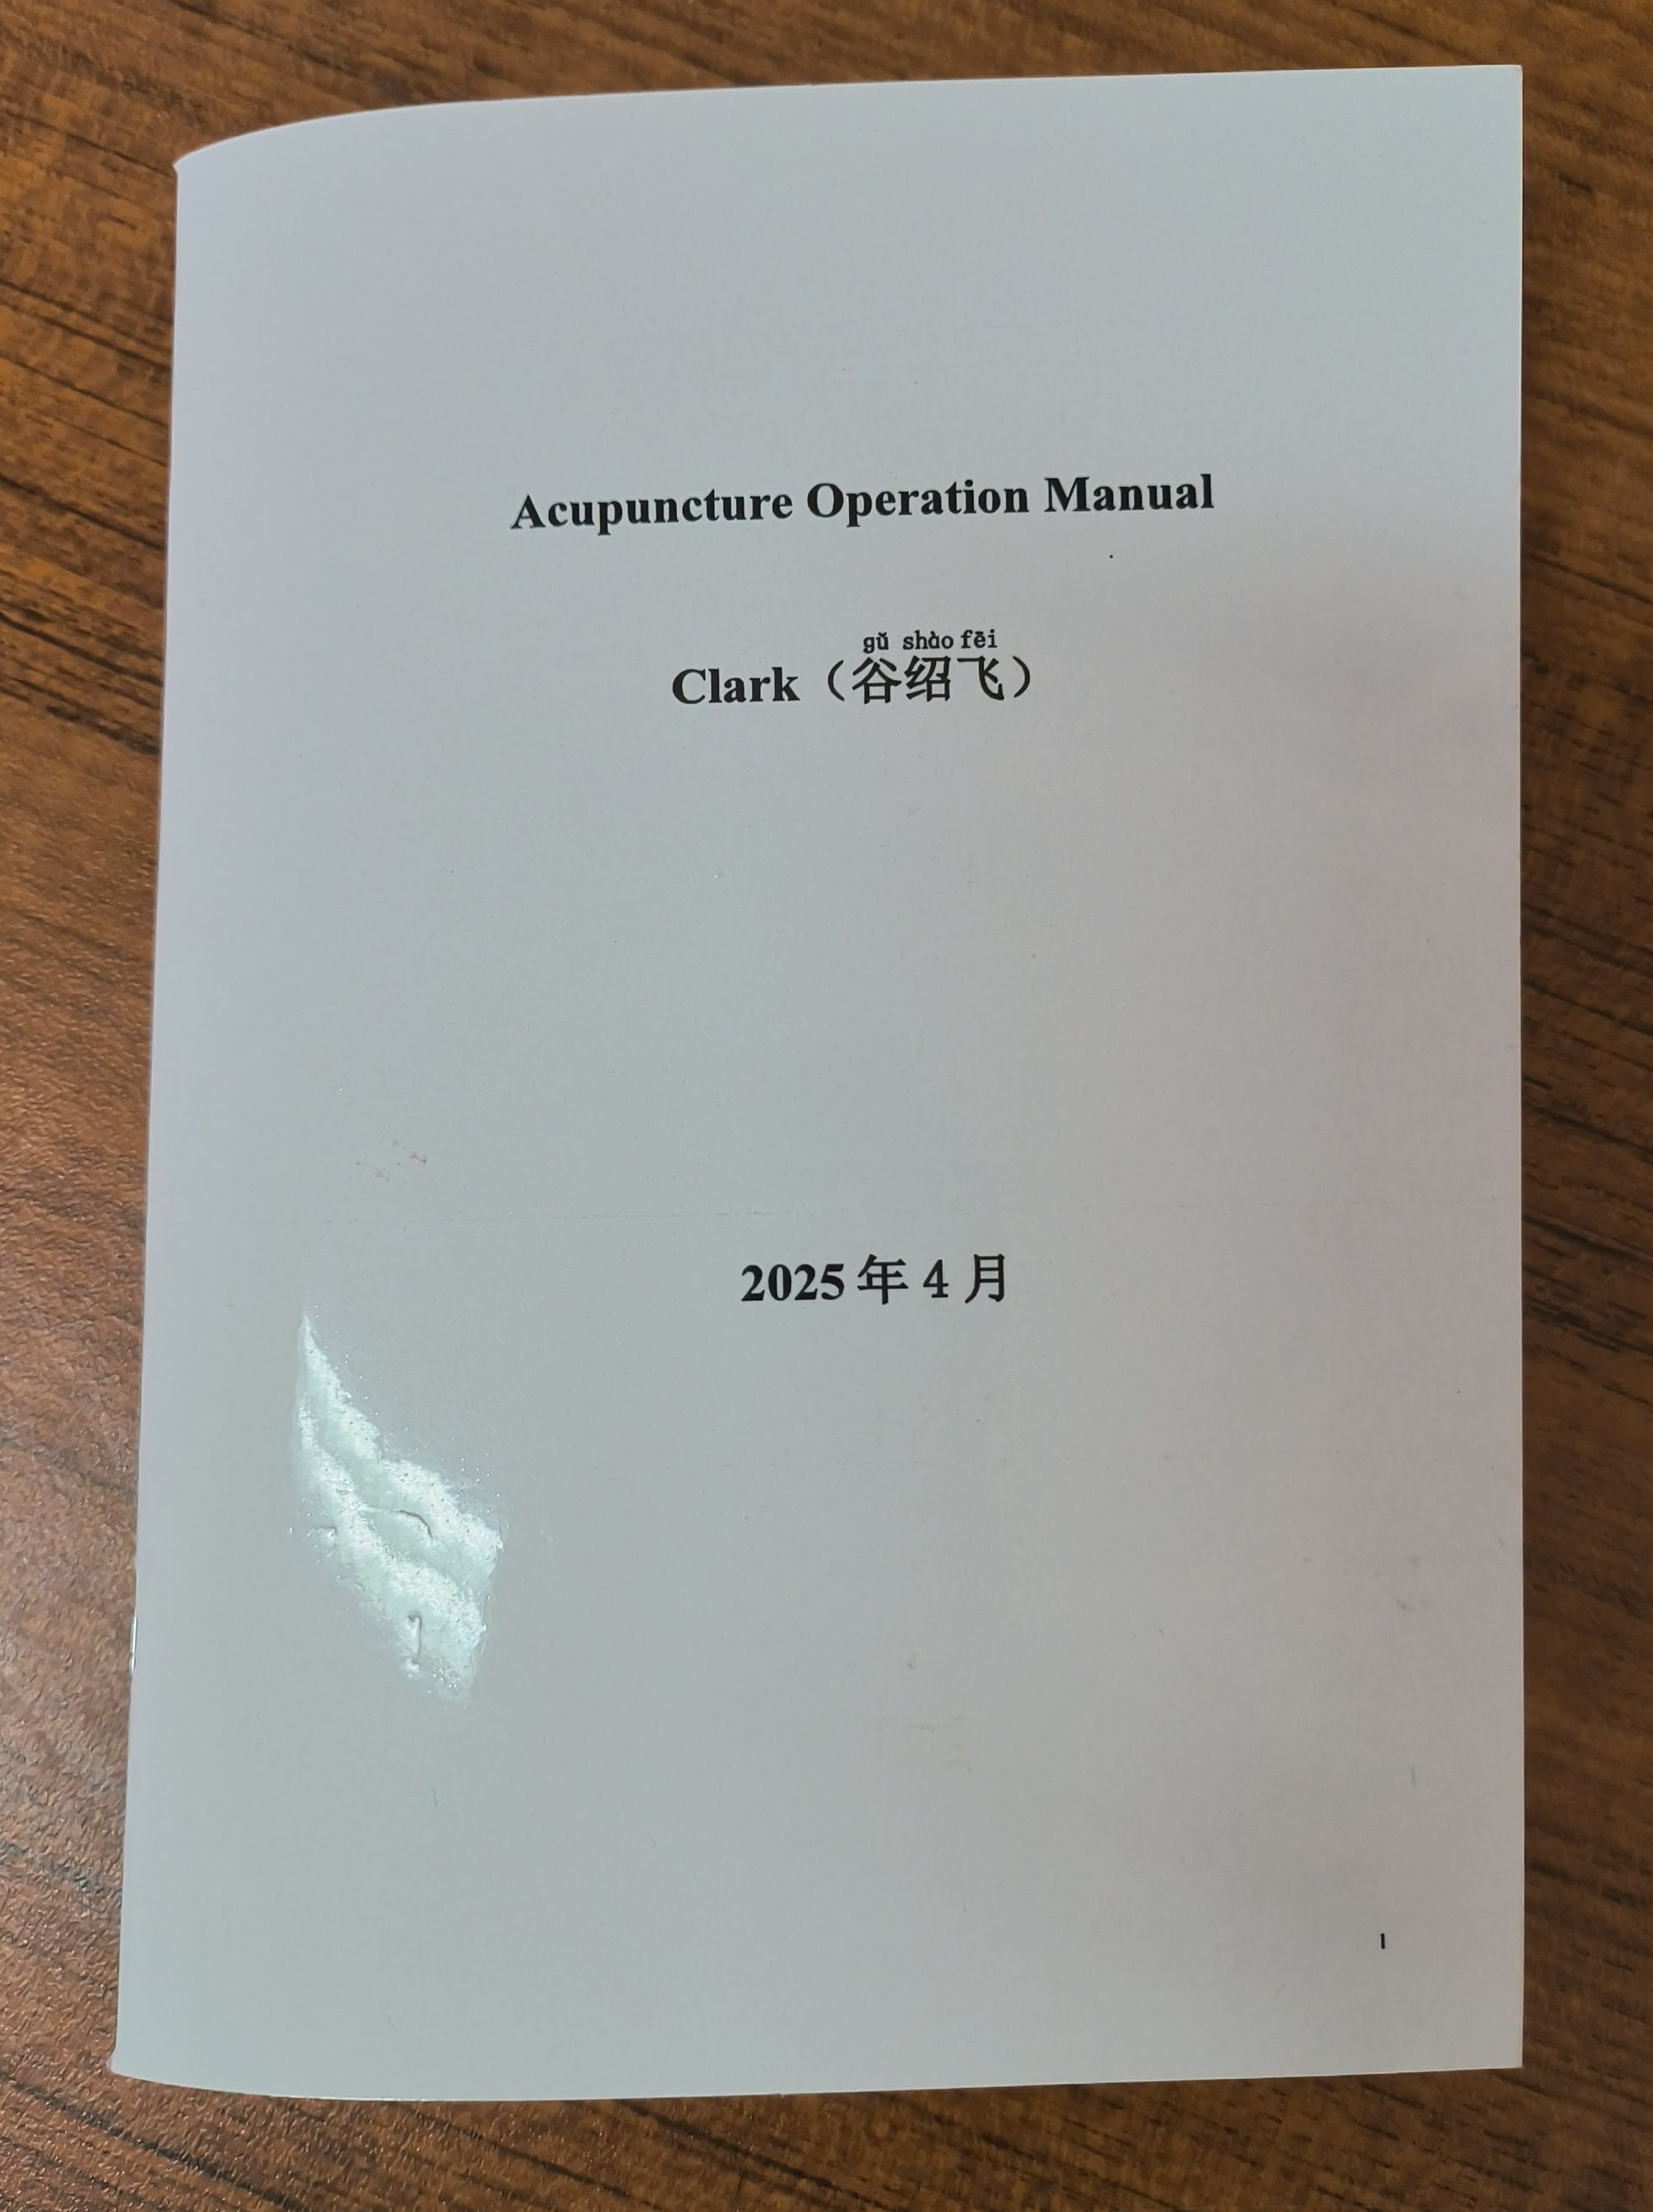 Acupuncture Operation Manual
gǔ shào fēi
Clark（谷绍飞）
2025年4月
1